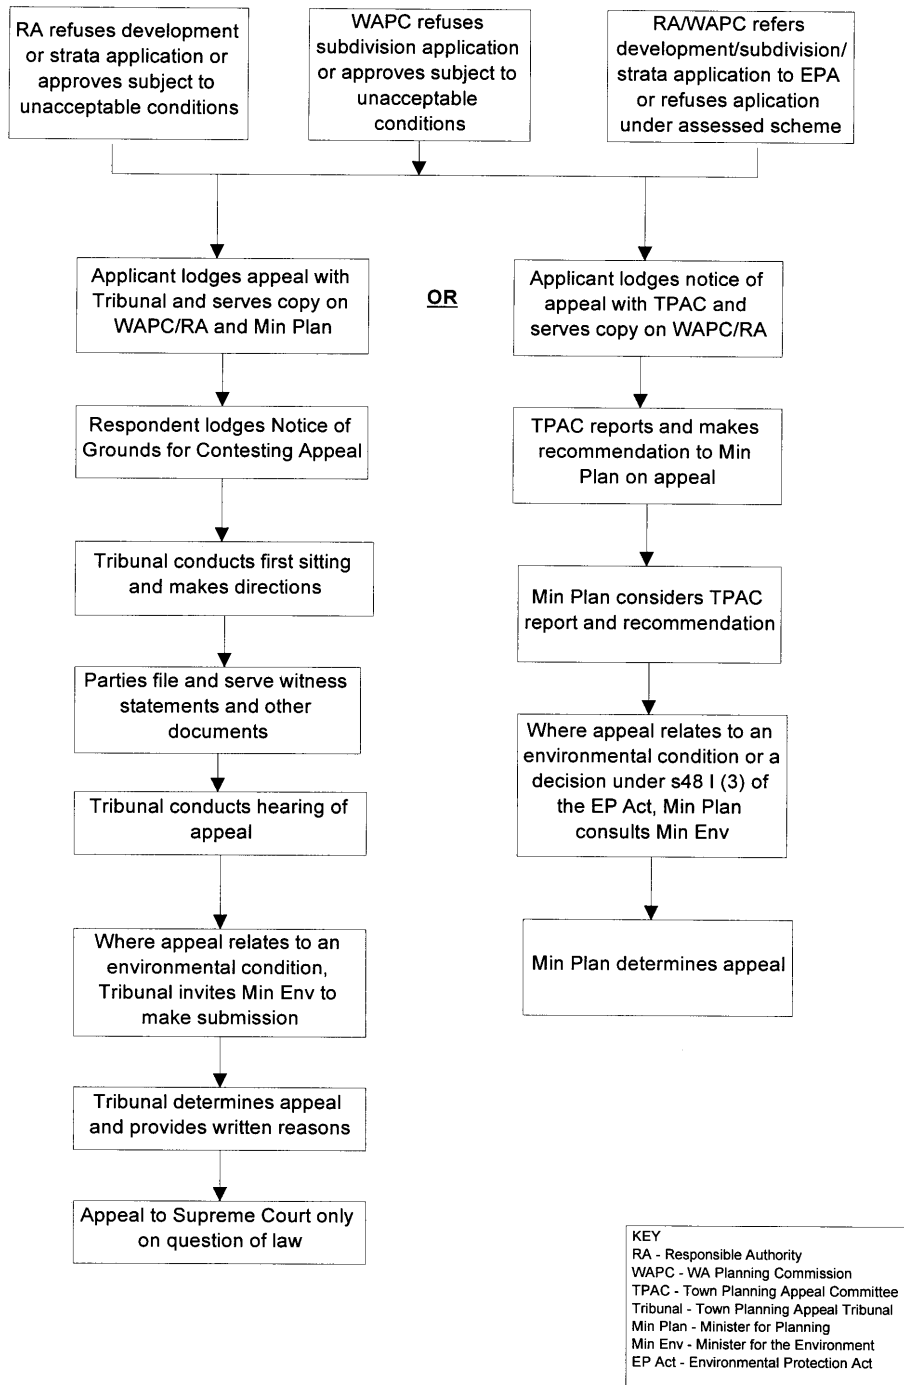 RA refuses development
or strata application or
approves subject to
unacceptable conditions
WAPC refuses
subdivision application
or approves subject to
unacceptable
conditions
RA/WAPC refers
development/subdivision/
strata application to EPA
or refuses aplication
under assessed scheme
Applicant lodges appeal with
Tribunal and serves copy on
WAPC/RA and Min Plan
Respondent lodges Notice of
Grounds for Contesting Appeal
Tribunal conducts first sitting
and makes directions
Parties file and serve witness
statements and other
documents
Tribunal conducts hearing of
appeal
Where appeal relates to an
environmental condition,
Tribunal invites Min Env to
make submission
Tribunal determines appeal
and provides written reasons
Appeal to Supreme Court only
on question of law
OR
Applicant lodges notice of
appeal with TPAC and
serves copy on WAPC/RA
TPAC reports and makes
recommendation to Min
Plan on appeal
Min Plan considers TPAC
report and recommendation
Where appeal relates to an
environmental condition or a
decision under s48 I (3) of
the EP Act, Min Plan
consults Min Env
Min Plan determines appeal
KEY
RA - Responsible Authority
WAPC - WA Planning Commission
TPAC - Town Planning Appeal Committee
Tribunal - Town Planning Appeal Tribunal
Min Plan - Minister for Planning
Min Env - Minister for the Environment
EP Act - Environmental Protection Act